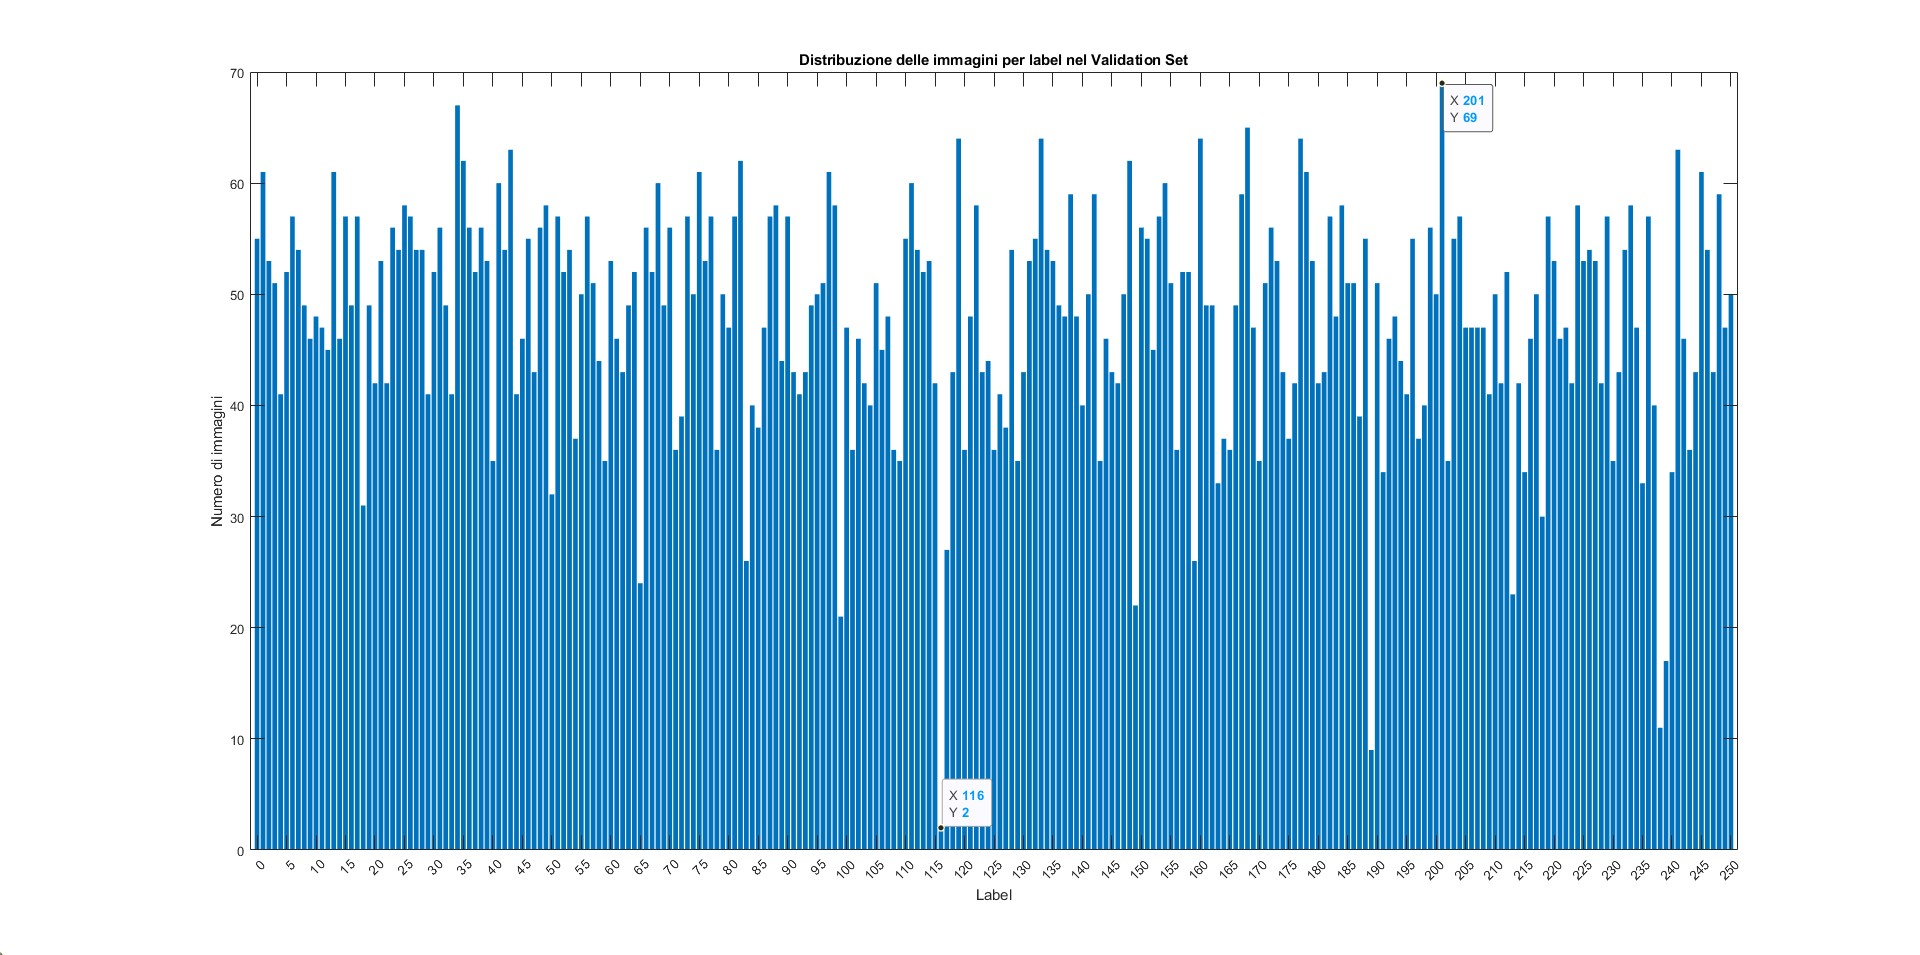 Distribuzione delle immagini per label nel Validation Set
70
60
50
40
30
20
10
0
Numero di immagini
X 201
Y 69
X 116
Y 2
0 5 10 15 20 25 30 35 40 45 50 55 60 65 70 75 80 85 90 95 100 105 110 115 120 125 130 135 140 145 150 155 160 165 170 175 180 185 190 195 200 205 210 215 220 225 230 235 240 245 250
Label